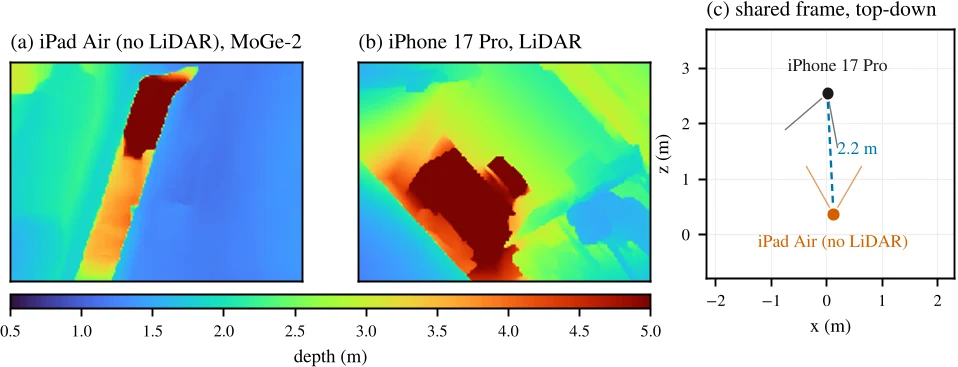 (a) iPad Air (no LiDAR), MoGe-2
(b) iPhone 17 Pro, LiDAR
(c) shared frame, top-down
iPhone 17 Pro
2.2 m
iPad Air (no LiDAR)
z (m)
3
2
1
0
−2 −1 0 1 2
x (m)
0.5 1.0 1.5 2.0 2.5 3.0 3.5 4.0 4.5 5.0
depth (m)